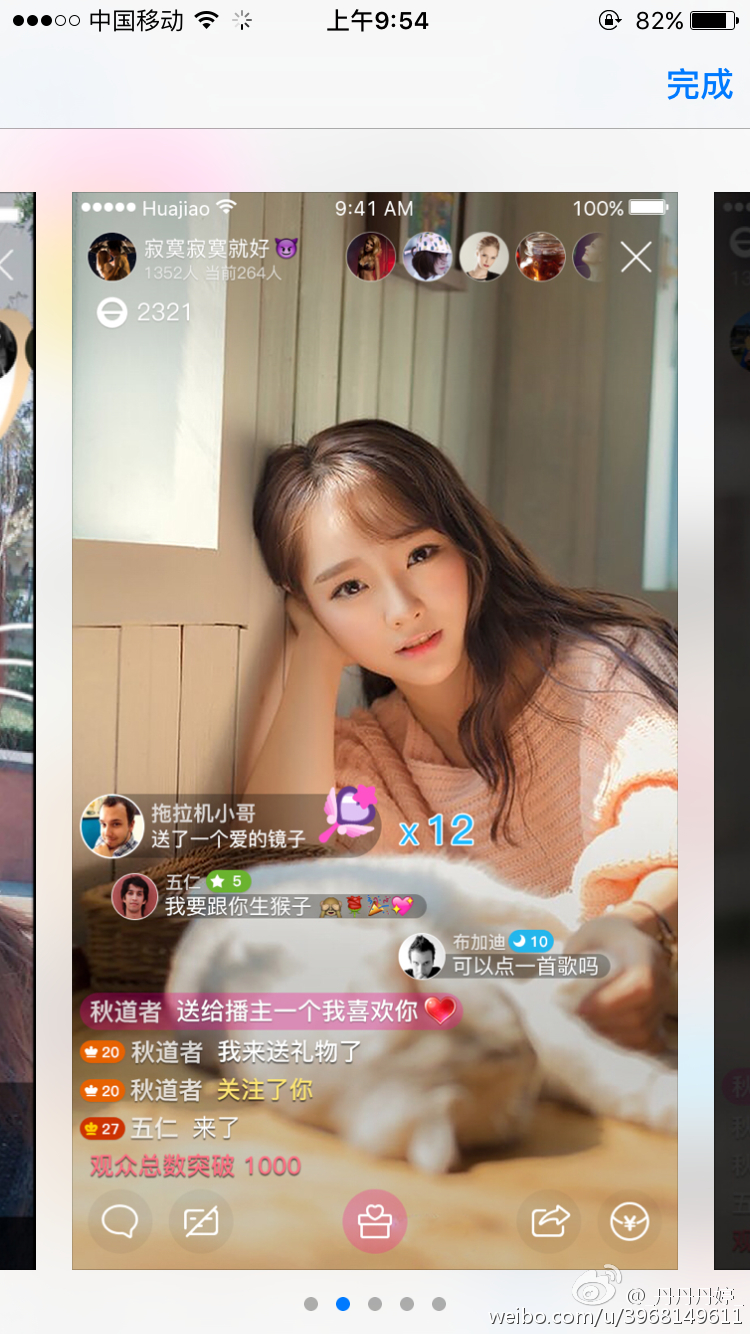 中国移动 上午9:54 82%
完成
Huajiao 9:41 AM 100%
寂寞寂寞就好😈
1352人 当前264人
2321
拖拉机小哥
送了一个爱的镜子 x 12
五仁 5
我要跟你生猴子 🙈🌹🎉💖
布加迪 10
可以点一首歌吗
秋道者 送给播主一个我喜欢你❤️
20 秋道者 我来送礼物了
20 秋道者 关注了你
27 五仁 来了
观众总数突破 1000
@丹丹丹婷_
weibo.com/u/3968149611